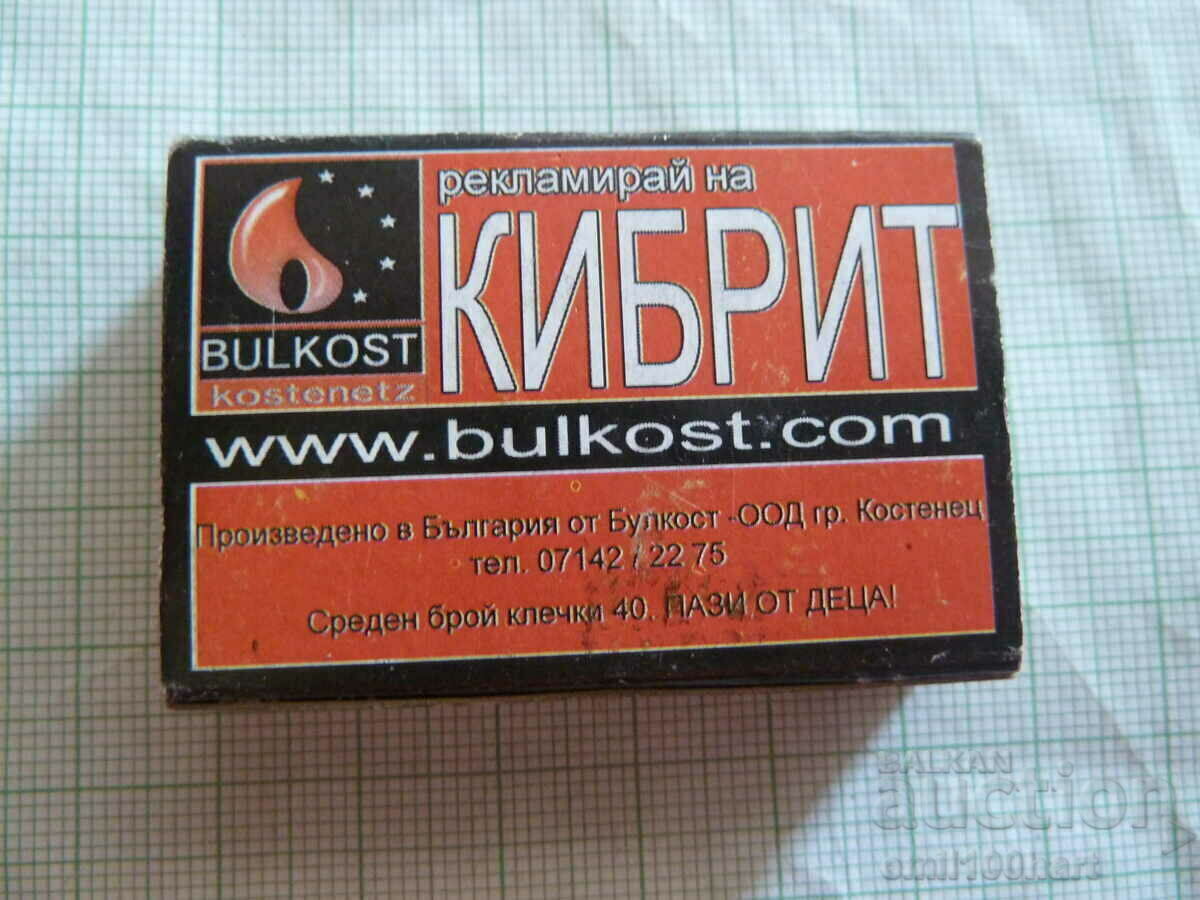 рекламирай на
КИБРИТ
BULKOST
kostenetz
www.bulkost.com
Произведено в България от Булкост -ООД гр. Костенец
тел. 07142 / 22 75
Среден брой клечки 40. ПАЗИ ОТ ДЕЦА!
BALKAN
auction
emil100hart